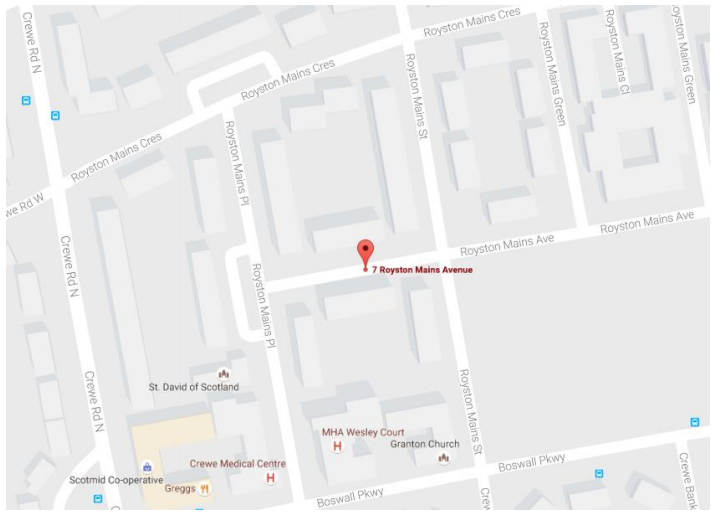 Crewe Rd N
Royston Mains Cres
Royston Mains Cres
Royston Mains St
Royston Mains Green
Royston Mains Cl
Royston Mains Green
Royston Mains Cres
we Rd W
Royston Mains Pl
Crewe Rd N
Royston Mains Ave
Royston Mains Ave
7 Royston Mains Avenue
Royston Mains Pl
Crewe Rd N
St. David of Scotland
Royston Mains St
MHA Wesley Court
Granton Church
Crewe Medical Centre
Scotmid Co-operative
Greggs
Boswall Pkwy
Boswall Pkwy
Crewe Bank
Crew
C